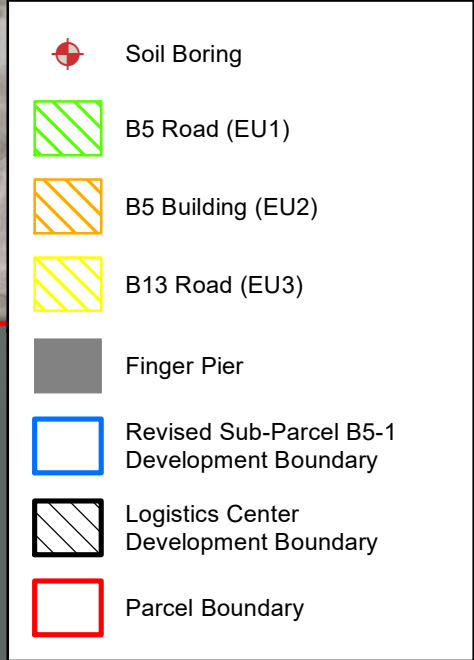 Soil Boring
B5 Road (EU1)
B5 Building (EU2)
B13 Road (EU3)
Finger Pier
Revised Sub-Parcel B5-1
Development Boundary
Logistics Center
Development Boundary
Parcel Boundary